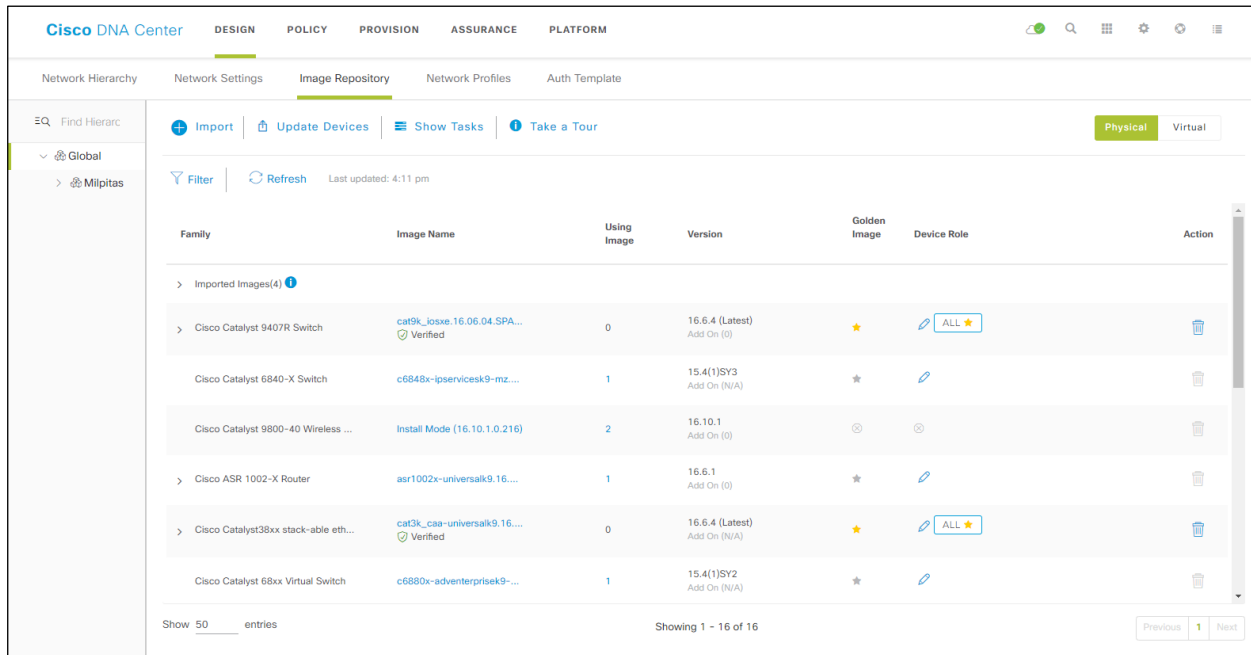 Cisco DNA Center DESIGN POLICY PROVISION ASSURANCE PLATFORM
Network Hierarchy Network Settings Image Repository Network Profiles Auth Template
Find Hierarc
Global
Milpitas
Import Update Devices Show Tasks Take a Tour Physical Virtual
Filter Refresh Last updated: 4:11 pm
Family Image Name Using Image Version Golden Image Device Role Action
Imported Images(4)
Cisco Catalyst 9407R Switch cat9k_iosxe.16.06.04.SPA... 0 16.6.4 (Latest) ALL
Verified Add On (0)
Cisco Catalyst 6840-X Switch c6848x-ipservicesk9-mz.... 1 15.4(1)SY3
Add On (N/A)
Cisco Catalyst 9800-40 Wireless ... Install Mode (16.10.1.0.216) 2 16.10.1
Add On (0)
Cisco ASR 1002-X Router asr1002x-universalk9.16.... 1 16.6.1
Add On (0)
Cisco Catalyst38xx stack-able eth... cat3k_caa-universalk9.16.... 0 16.6.4 (Latest) ALL
Verified Add On (N/A)
Cisco Catalyst 68xx Virtual Switch c6880x-adventerprisek9-... 1 15.4(1)SY2
Add On (N/A)
Show 50 entries Showing 1 - 16 of 16 Previous 1 Next